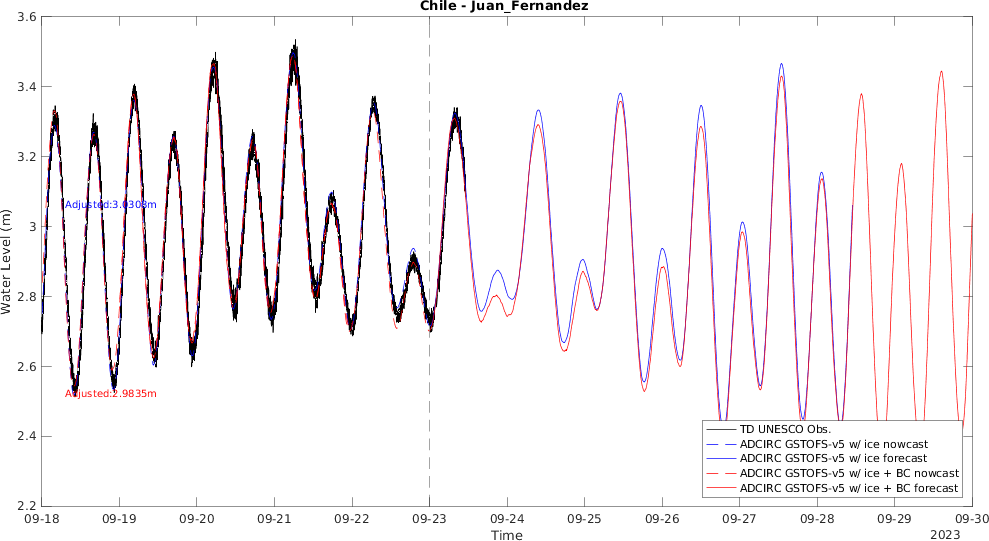 Chile - Juan_Fernandez
3.6
3.4
3.2
3
2.8
2.6
2.4
2.2
Water Level (m)
Adjusted:3.0308m
Adjusted:2.9835m
TD UNESCO Obs.
ADCIRC GSTOFS-v5 w/ ice nowcast
ADCIRC GSTOFS-v5 w/ ice forecast
ADCIRC GSTOFS-v5 w/ ice + BC nowcast
ADCIRC GSTOFS-v5 w/ ice + BC forecast
09-18 09-19 09-20 09-21 09-22 09-23 09-24 09-25 09-26 09-27 09-28 09-29 09-30
Time
2023